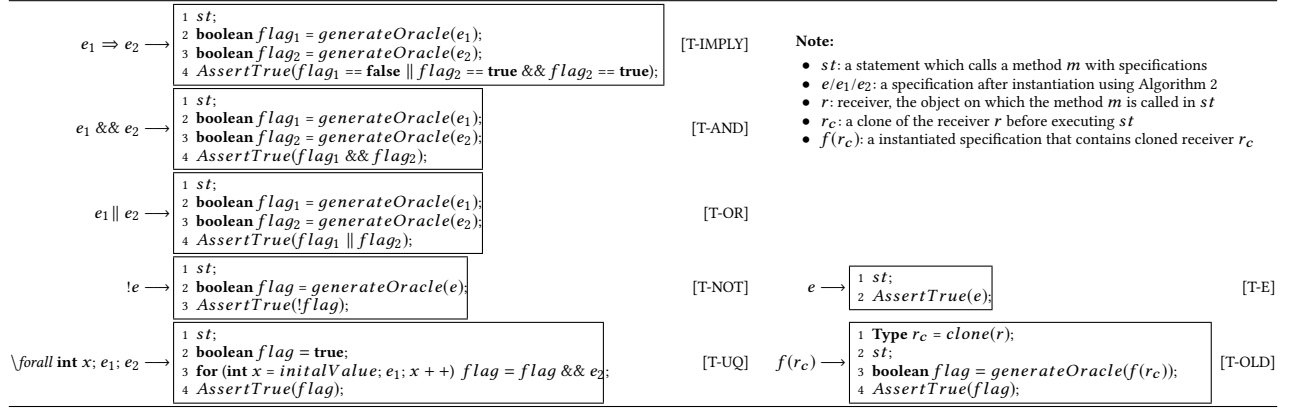 e1 ⇒ e2 ⟶
1 st;
2 boolean flag1 = generateOracle(e1);
3 boolean flag2 = generateOracle(e2);
4 AssertTrue(flag1 == false || flag2 == true && flag2 == true);
[T-IMPLY]
Note:
• st: a statement which calls a method m with specifications
• e/e1/e2: a specification after instantiation using Algorithm 2
• r: receiver, the object on which the method m is called in st
• rc: a clone of the receiver r before executing st
• f(rc): a instantiated specification that contains cloned receiver rc
e1 && e2 ⟶
1 st;
2 boolean flag1 = generateOracle(e1);
3 boolean flag2 = generateOracle(e2);
4 AssertTrue(flag1 && flag2);
[T-AND]
e1 || e2 ⟶
1 st;
2 boolean flag1 = generateOracle(e1);
3 boolean flag2 = generateOracle(e2);
4 AssertTrue(flag1 || flag2);
[T-OR]
!e ⟶
1 st;
2 boolean flag = generateOracle(e);
3 AssertTrue(!flag);
[T-NOT]
e ⟶
1 st;
2 AssertTrue(e);
[T-E]
\forall int x; e1; e2 ⟶
1 st;
2 boolean flag = true;
3 for (int x = initalValue; e1; x ++) flag = flag && e2;
4 AssertTrue(flag);
[T-UQ]
f(rc) ⟶
1 Type rc = clone(r);
2 st;
3 boolean flag = generateOracle(f(rc));
4 AssertTrue(flag);
[T-OLD]